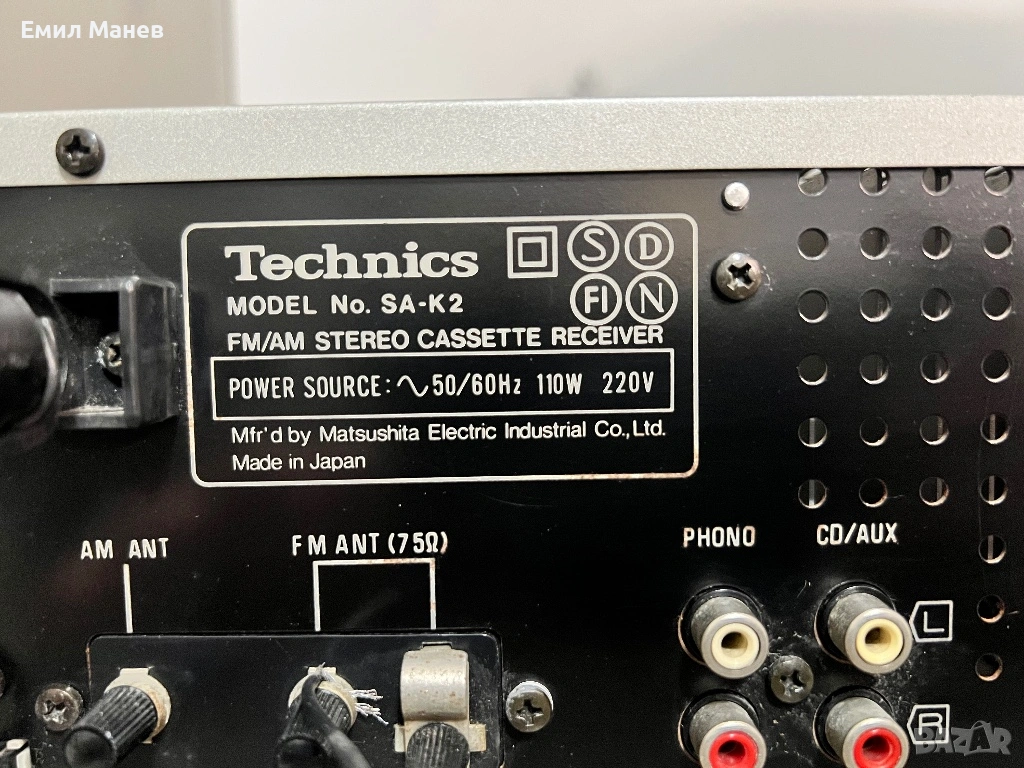 Емил Манев
Technics
S D
FI N
MODEL No. SA-K2
FM/AM STEREO CASSETTE RECEIVER
POWER SOURCE: ∿50/60Hz 110W 220V
Mfr'd by Matsushita Electric Industrial Co., Ltd.
Made in Japan
AM ANT
FM ANT (75Ω)
PHONO
CD/AUX
L
R
BAZAR